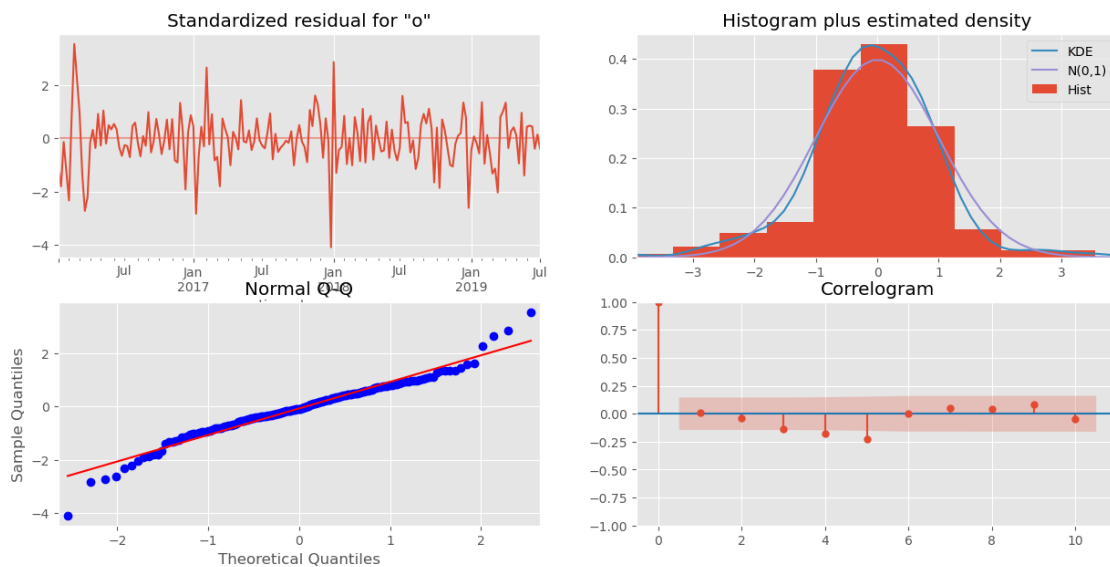 Standardized residual for "o"
2
0
−2
−4
Jul
Jan
2017
Jul
Jan
2018
Jul
Jan
2019
Jul
Histogram plus estimated density
KDE
N(0,1)
Hist
0.4
0.3
0.2
0.1
0.0
−3 −2 −1 0 1 2 3
Normal Q-Q
Sample Quantiles
2
0
−2
−4
−2 −1 0 1 2
Theoretical Quantiles
Correlogram
1.00
0.75
0.50
0.25
0.00
−0.25
−0.50
−0.75
−1.00
0 2 4 6 8 10